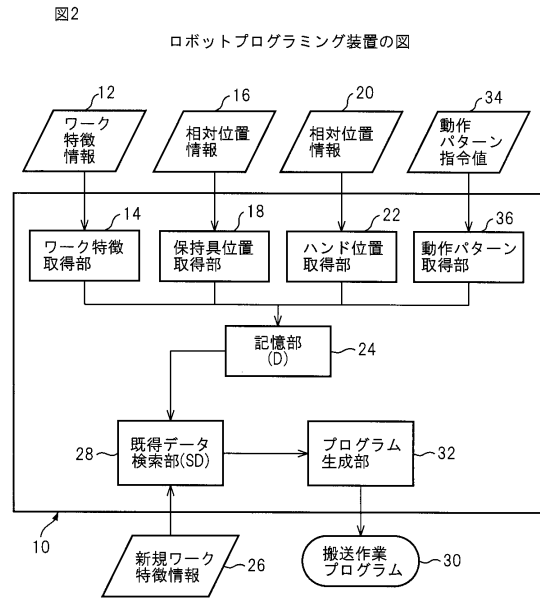 図2
ロボットプログラミング装置の図
12
16
20
34
ワーク
特徴
情報
相対位置
情報
相対位置
情報
動作
パターン
指令値
14
18
22
36
ワーク特徴
取得部
保持具位置
取得部
ハンド位置
取得部
動作パターン
取得部
記憶部
(D)
24
28
既得データ
検索部(SD)
プログラム
生成部
32
10
新規ワーク
特徴情報
26
搬送作業
プログラム
30